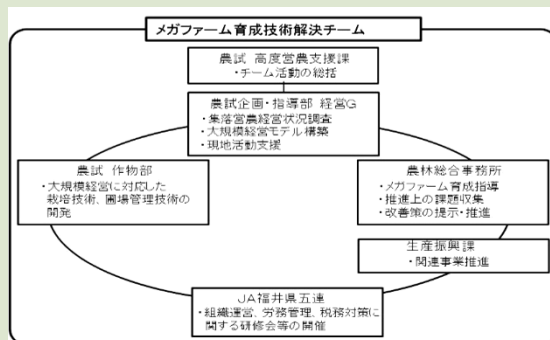 メガファーム育成技術解決チーム
農試 高度営農支援課
・チーム活動の総括
農試企画・指導部 経営G
・集落営農経営状況調査
・大規模経営モデル構築
・現地活動支援
農試 作物部
・大規模経営に対応した
栽培技術、圃場管理技術の
開発
農林総合事務所
・メガファーム育成指導
・推進上の課題収集
・改善策の提示・推進
生産振興課
・関連事業推進
JA福井県五連
・組織運営、労務管理、税務対策に
関する研修会等の開催